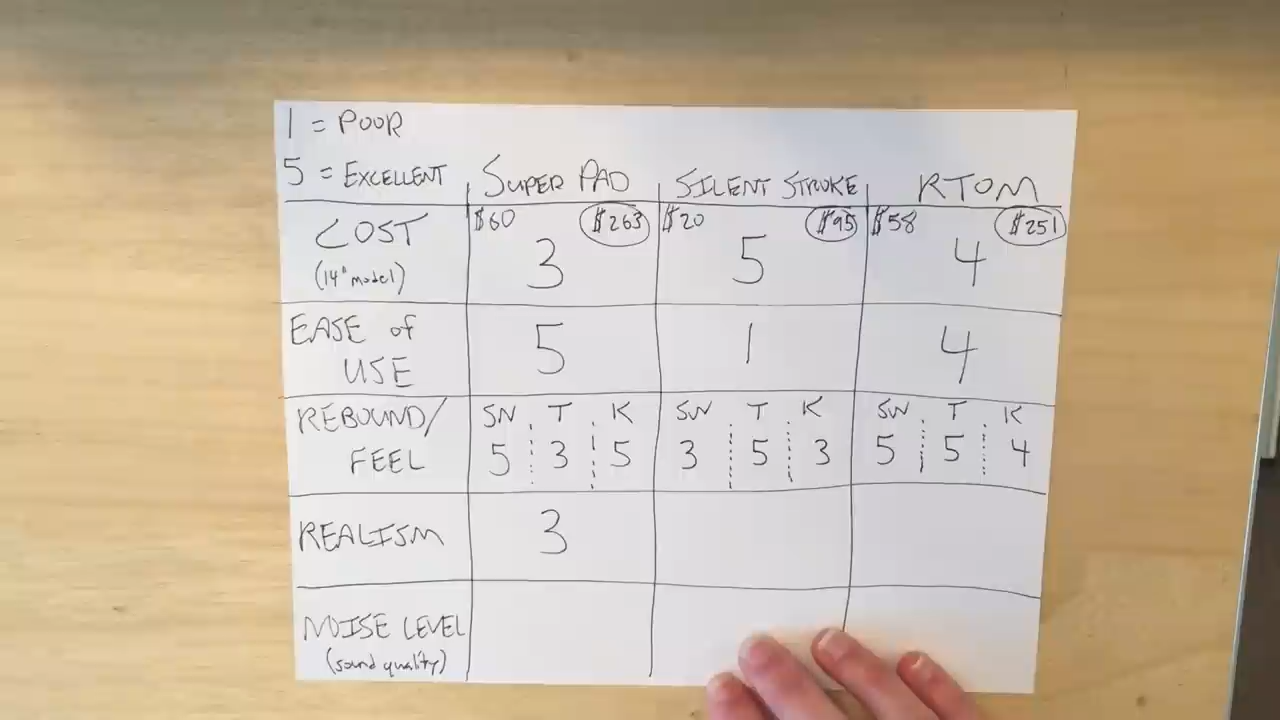 1 = POOR
5 = EXCELLENT SUPER PAD SILENT STROKE RTOM
COST $60 $263 $20 $95 $58 $251
(14" model) 3 5 4
EASE of
USE 5 1 4
REBOUND/ SN T K SN T K SN T K
FEEL 5 3 5 3 5 3 5 5 4
REALISM 3
NOISE LEVEL
(sound quality)